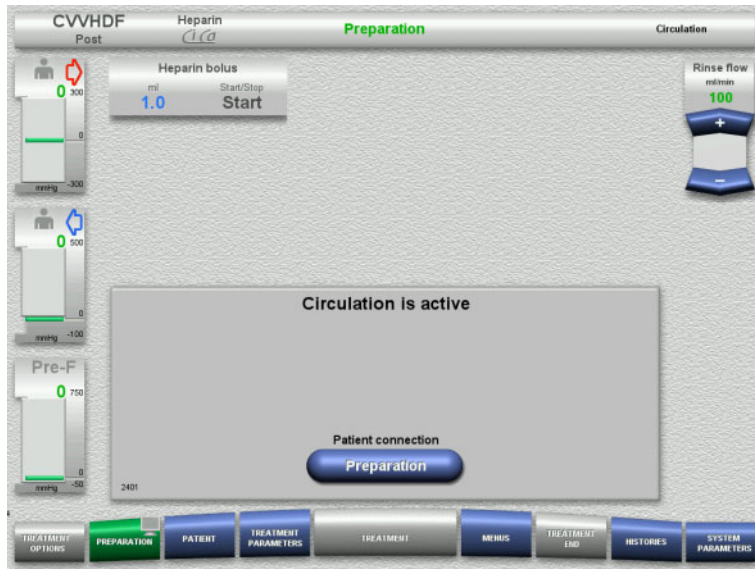 CVVHDF
Post
Heparin
CiCa
Preparation
Circulation
Heparin bolus
ml
1.0
Start/Stop
Start
Rinse flow
ml/min
100
+
−
0
300
0
-300
mmHg
0
500
0
-100
mmHg
Pre-F
0
750
0
-50
mmHg
Circulation is active
Patient connection
Preparation
2401
TREATMENT
OPTIONS
PREPARATION
PATIENT
TREATMENT
PARAMETERS
TREATMENT
MENUS
TREATMENT
END
HISTORIES
SYSTEM
PARAMETERS